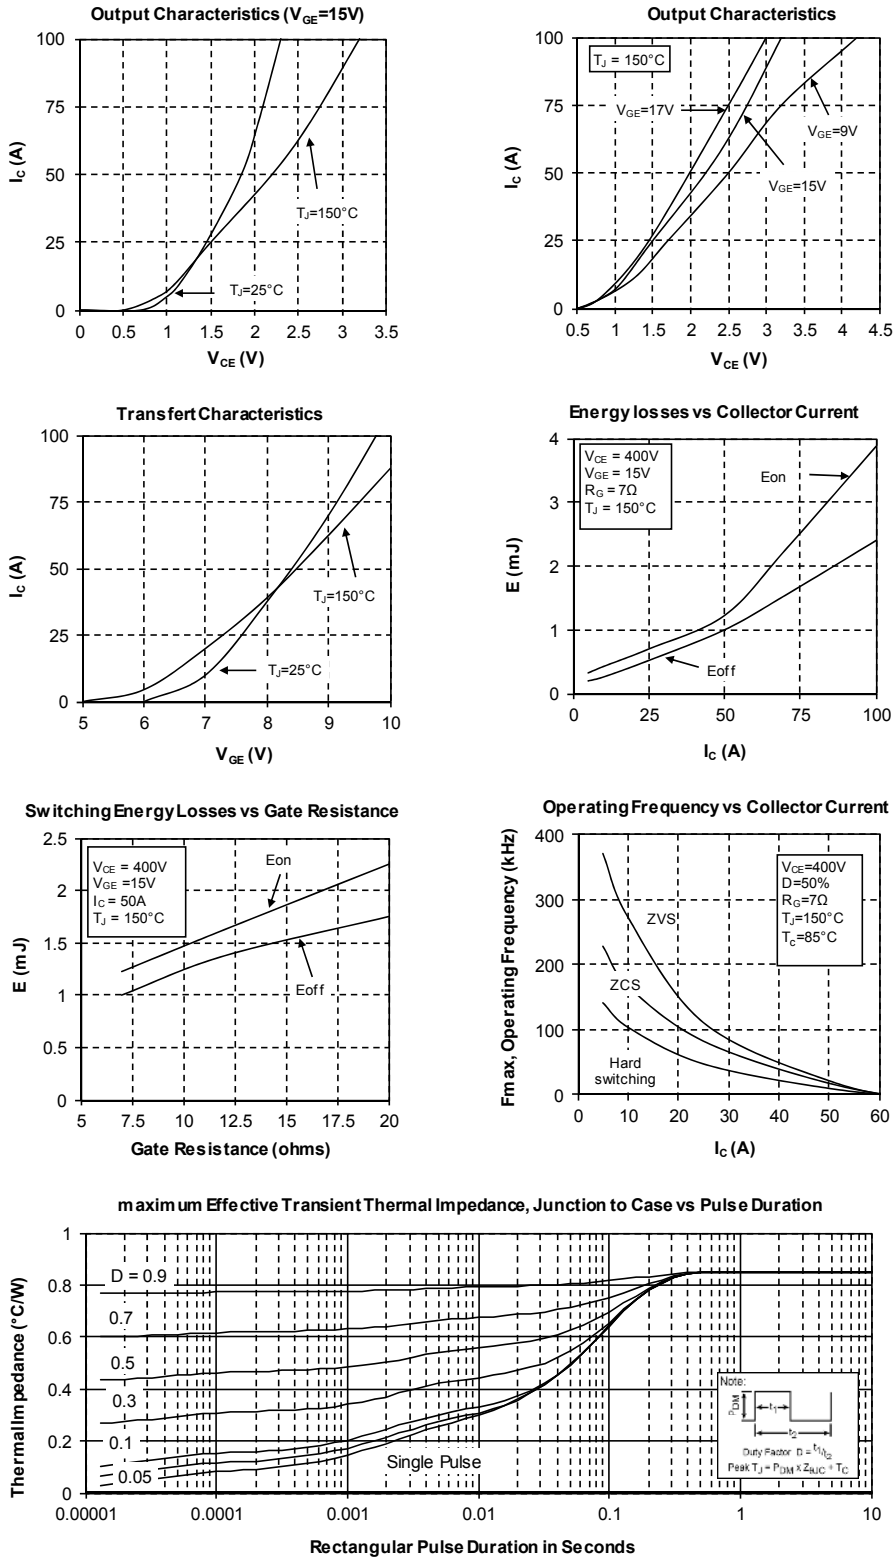 Output Characteristics (VGE=15V)
100
75
50
25
0
IC (A)
TJ=150°C
TJ=25°C
0 0.5 1 1.5 2 2.5 3 3.5
VCE (V)
Output Characteristics
100
75
50
25
0
IC (A)
TJ = 150°C
VGE=17V
VGE=9V
VGE=15V
0.5 1 1.5 2 2.5 3 3.5 4 4.5
VCE (V)
Transfert Characteristics
100
75
50
25
0
IC (A)
TJ=150°C
TJ=25°C
5 6 7 8 9 10
VGE (V)
Energy losses vs Collector Current
4
3
2
1
0
E (mJ)
VCE = 400V
VGE = 15V
RG = 7Ω
TJ = 150°C
Eon
Eoff
0 25 50 75 100
IC (A)
Switching Energy Losses vs Gate Resistance
2.5
2
1.5
1
0.5
0
E (mJ)
VCE = 400V
VGE =15V
IC = 50A
TJ = 150°C
Eon
Eoff
5 7.5 10 12.5 15 17.5 20
Gate Resistance (ohms)
Operating Frequency vs Collector Current
400
300
200
100
0
Fmax, Operating Frequency (kHz)
VCE=400V
D=50%
RG=7Ω
TJ=150°C
TC=85°C
ZVS
ZCS
Hard
switching
0 10 20 30 40 50 60
IC (A)
maximum Effective Transient Thermal Impedance, Junction to Case vs Pulse Duration
1
0.8
0.6
0.4
0.2
0
Thermal Impedance (°C/W)
D = 0.9
0.7
0.5
0.3
0.1
0.05
Single Pulse
Note:
PDM
t1
t2
Duty Factor D = t1/t2
Peak TJ = PDM x ZθJC + TC
0.00001 0.0001 0.001 0.01 0.1 1 10
Rectangular Pulse Duration in Seconds